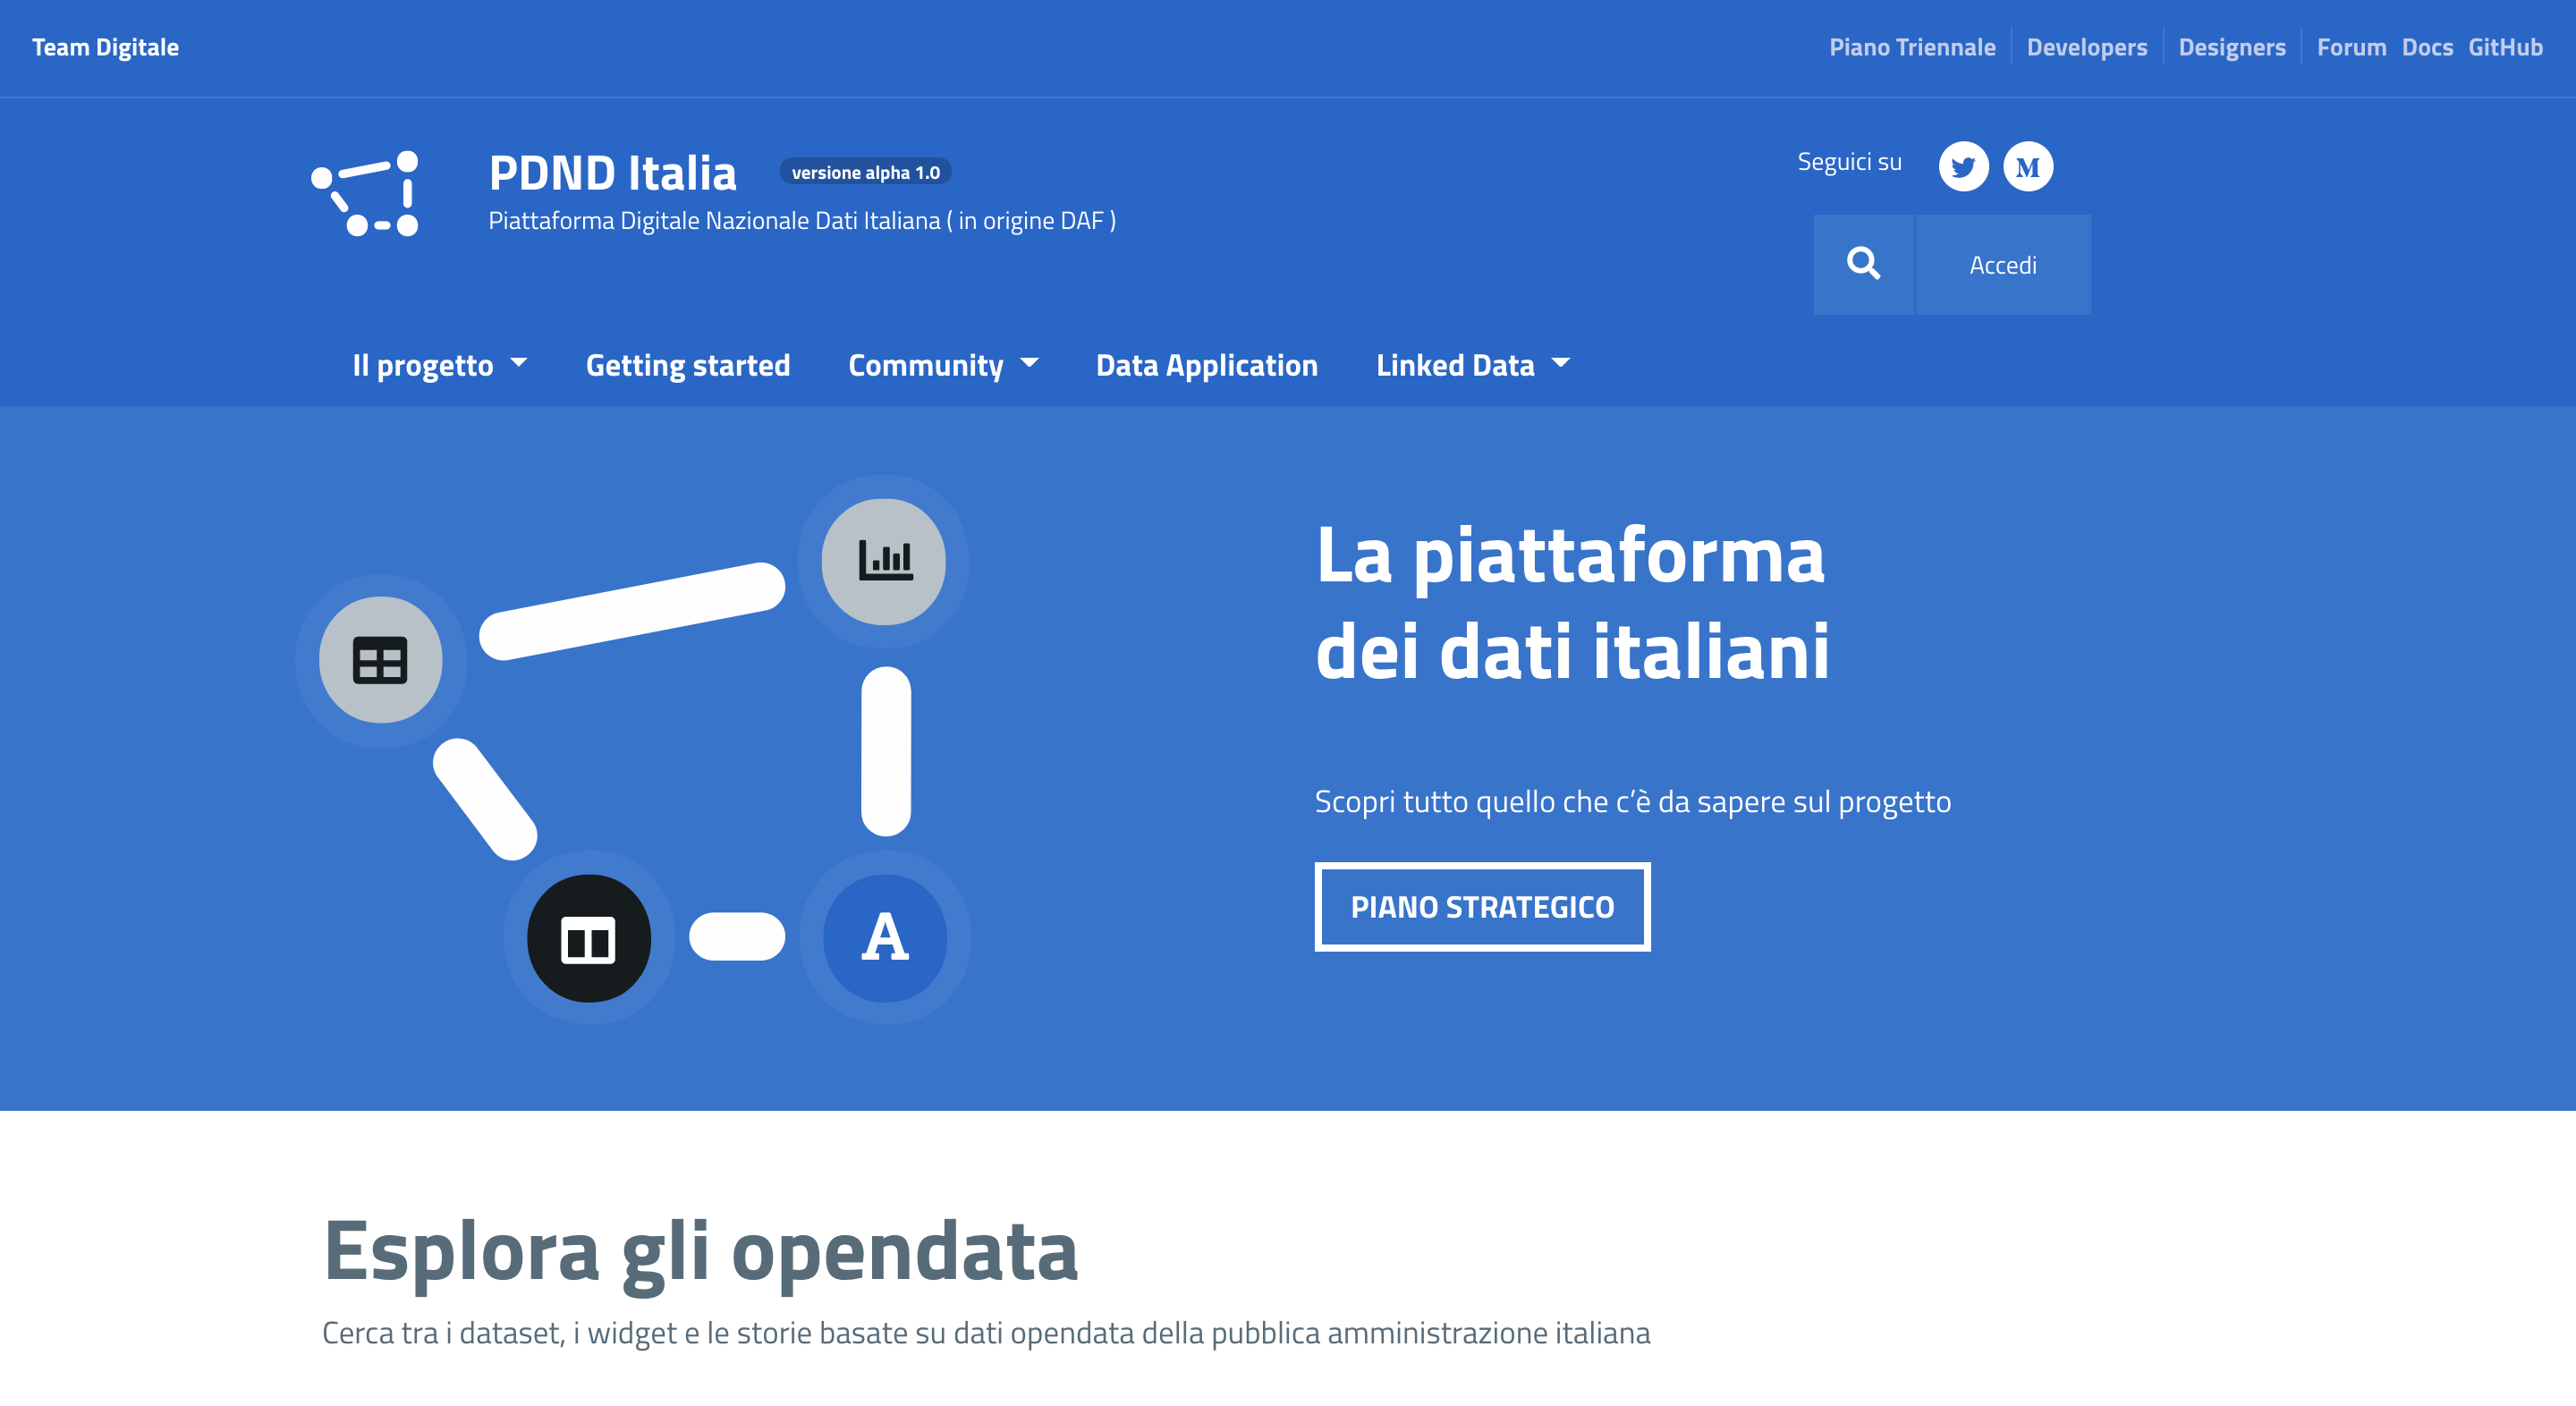 Team Digitale
Piano Triennale Developers Designers Forum Docs GitHub
PDND Italia versione alpha 1.0
Piattaforma Digitale Nazionale Dati Italiana ( in origine DAF )
Seguici su
Accedi
Il progetto Getting started Community Data Application Linked Data
La piattaforma
dei dati italiani
Scopri tutto quello che c’è da sapere sul progetto
PIANO STRATEGICO
A
Esplora gli opendata
Cerca tra i dataset, i widget e le storie basate su dati opendata della pubblica amministrazione italiana